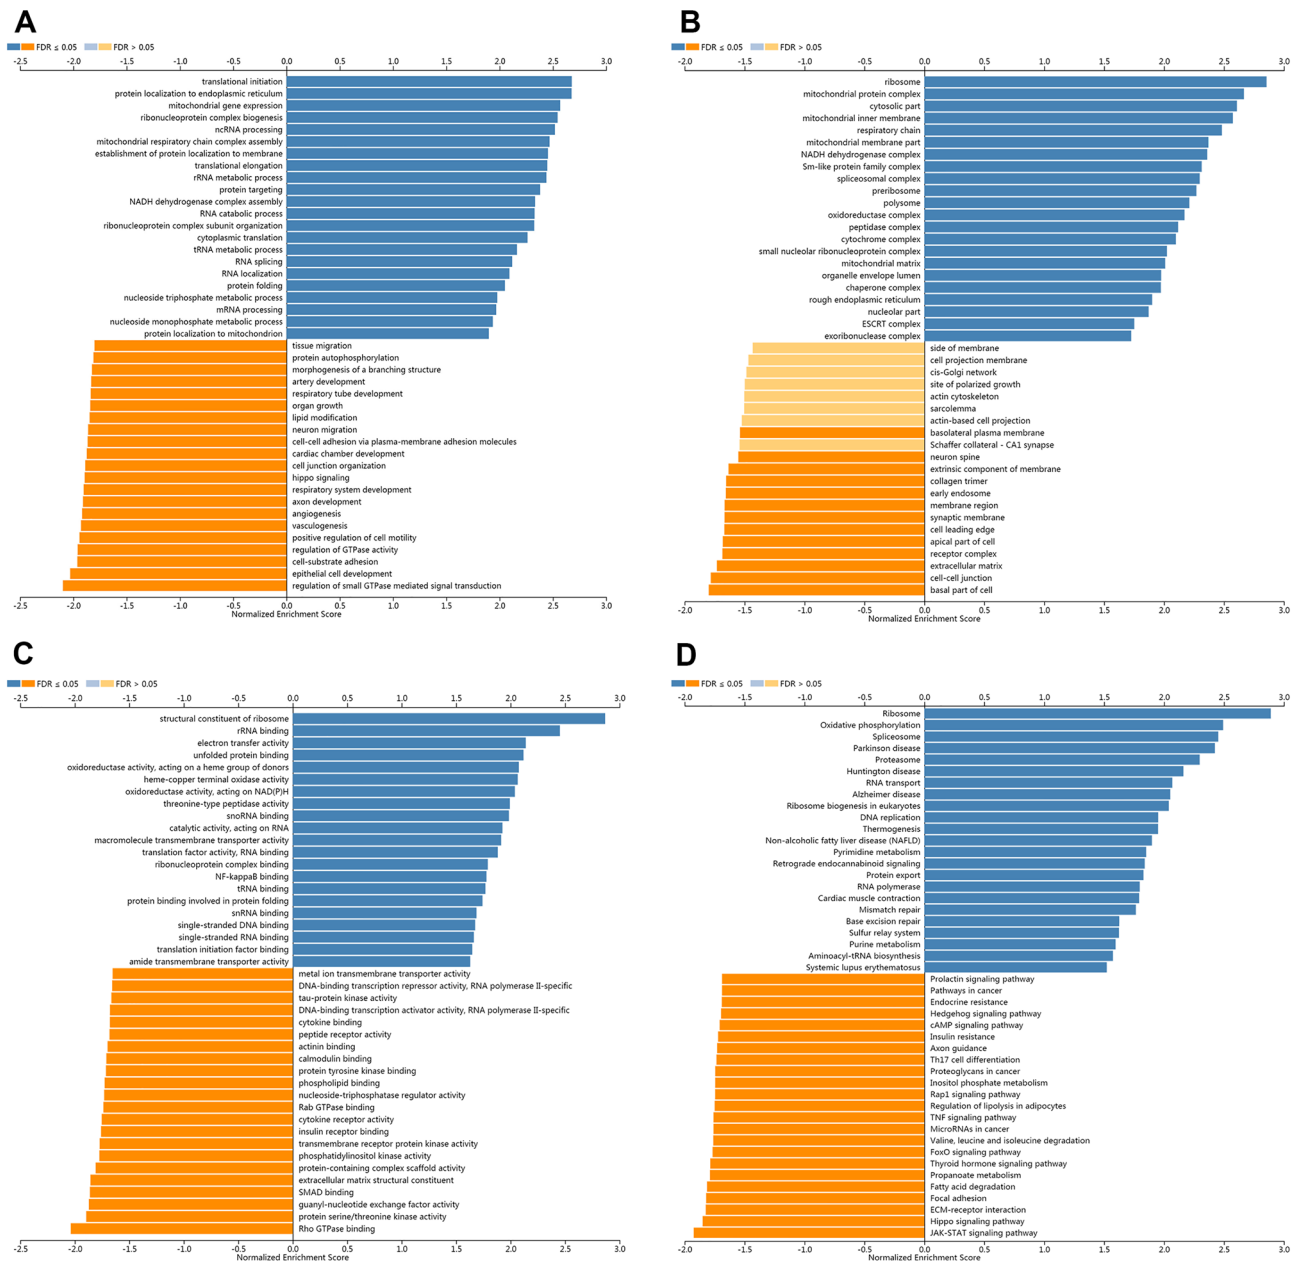 A
FDR ≤ 0.05 FDR > 0.05
-2.5 -2.0 -1.5 -1.0 -0.5 0.0 0.5 1.0 1.5 2.0 2.5 3.0
translational initiation
protein localization to endoplasmic reticulum
mitochondrial gene expression
ribonucleoprotein complex biogenesis
ncRNA processing
mitochondrial respiratory chain complex assembly
establishment of protein localization to membrane
translational elongation
rRNA metabolic process
protein targeting
NADH dehydrogenase complex assembly
RNA catabolic process
ribonucleoprotein complex subunit organization
cytoplasmic translation
tRNA metabolic process
RNA splicing
RNA localization
protein folding
nucleoside triphosphate metabolic process
mRNA processing
nucleoside monophosphate metabolic process
protein localization to mitochondrion
tissue migration
protein autophosphorylation
morphogenesis of a branching structure
artery development
respiratory tube development
organ growth
lipid modification
neuron migration
cell-cell adhesion via plasma-membrane adhesion molecules
cardiac chamber development
cell junction organization
hippo signaling
respiratory system development
axon development
angiogenesis
vasculogenesis
positive regulation of cell motility
regulation of GTPase activity
cell-substrate adhesion
epithelial cell development
regulation of small GTPase mediated signal transduction
-2.5 -2.0 -1.5 -1.0 -0.5 0.0 0.5 1.0 1.5 2.0 2.5 3.0
Normalized Enrichment Score
B
FDR ≤ 0.05 FDR > 0.05
-2.0 -1.5 -1.0 -0.5 0.0 0.5 1.0 1.5 2.0 2.5 3.0
ribosome
mitochondrial protein complex
cytosolic part
mitochondrial inner membrane
respiratory chain
mitochondrial membrane part
NADH dehydrogenase complex
Sm-like protein family complex
spliceosomal complex
preribosome
polysome
oxidoreductase complex
peptidase complex
cytochrome complex
small nucleolar ribonucleoprotein complex
mitochondrial matrix
organelle envelope lumen
chaperone complex
rough endoplasmic reticulum
nucleolar part
ESCRT complex
exoribonuclease complex
side of membrane
cell projection membrane
cis-Golgi network
site of polarized growth
actin cytoskeleton
sarcolemma
actin-based cell projection
basolateral plasma membrane
Schaffer collateral - CA1 synapse
neuron spine
extrinsic component of membrane
collagen trimer
early endosome
membrane region
synaptic membrane
cell leading edge
apical part of cell
receptor complex
extracellular matrix
cell-cell junction
basal part of cell
-2.0 -1.5 -1.0 -0.5 0.0 0.5 1.0 1.5 2.0 2.5 3.0
Normalized Enrichment Score
C
FDR ≤ 0.05 FDR > 0.05
-2.5 -2.0 -1.5 -1.0 -0.5 0.0 0.5 1.0 1.5 2.0 2.5 3.0
structural constituent of ribosome
rRNA binding
electron transfer activity
unfolded protein binding
oxidoreductase activity, acting on a heme group of donors
heme-copper terminal oxidase activity
oxidoreductase activity, acting on NAD(P)H
threonine-type peptidase activity
snoRNA binding
catalytic activity, acting on RNA
macromolecule transmembrane transporter activity
translation factor activity, RNA binding
ribonucleoprotein complex binding
NF-kappaB binding
tRNA binding
protein binding involved in protein folding
snRNA binding
single-stranded DNA binding
single-stranded RNA binding
translation initiation factor binding
amide transmembrane transporter activity
metal ion transmembrane transporter activity
DNA-binding transcription repressor activity, RNA polymerase II-specific
tau-protein kinase activity
DNA-binding transcription activator activity, RNA polymerase II-specific
cytokine binding
peptide receptor activity
actinin binding
calmodulin binding
protein tyrosine kinase binding
phospholipid binding
nucleoside-triphosphatase regulator activity
Rab GTPase binding
cytokine receptor activity
insulin receptor binding
transmembrane receptor protein kinase activity
phosphatidylinositol kinase activity
protein-containing complex scaffold activity
extracellular matrix structural constituent
SMAD binding
guanyl-nucleotide exchange factor activity
protein serine/threonine kinase activity
Rho GTPase binding
-2.5 -2.0 -1.5 -1.0 -0.5 0.0 0.5 1.0 1.5 2.0 2.5 3.0
Normalized Enrichment Score
D
FDR ≤ 0.05 FDR > 0.05
-2.0 -1.5 -1.0 -0.5 0.0 0.5 1.0 1.5 2.0 2.5 3.0
Ribosome
Oxidative phosphorylation
Spliceosome
Parkinson disease
Proteasome
Huntington disease
RNA transport
Alzheimer disease
Ribosome biogenesis in eukaryotes
DNA replication
Thermogenesis
Non-alcoholic fatty liver disease (NAFLD)
Pyrimidine metabolism
Retrograde endocannabinoid signaling
Protein export
RNA polymerase
Cardiac muscle contraction
Mismatch repair
Base excision repair
Sulfur relay system
Purine metabolism
Aminoacyl-tRNA biosynthesis
Systemic lupus erythematosus
Prolactin signaling pathway
Pathways in cancer
Endocrine resistance
Hedgehog signaling pathway
cAMP signaling pathway
Insulin resistance
Axon guidance
Th17 cell differentiation
Proteoglycans in cancer
Inositol phosphate metabolism
Rap1 signaling pathway
Regulation of lipolysis in adipocytes
TNF signaling pathway
MicroRNAs in cancer
Valine, leucine and isoleucine degradation
FoxO signaling pathway
Thyroid hormone signaling pathway
Propanoate metabolism
Fatty acid degradation
Focal adhesion
ECM-receptor interaction
Hippo signaling pathway
JAK-STAT signaling pathway
-2.0 -1.5 -1.0 -0.5 0.0 0.5 1.0 1.5 2.0 2.5 3.0
Normalized Enrichment Score